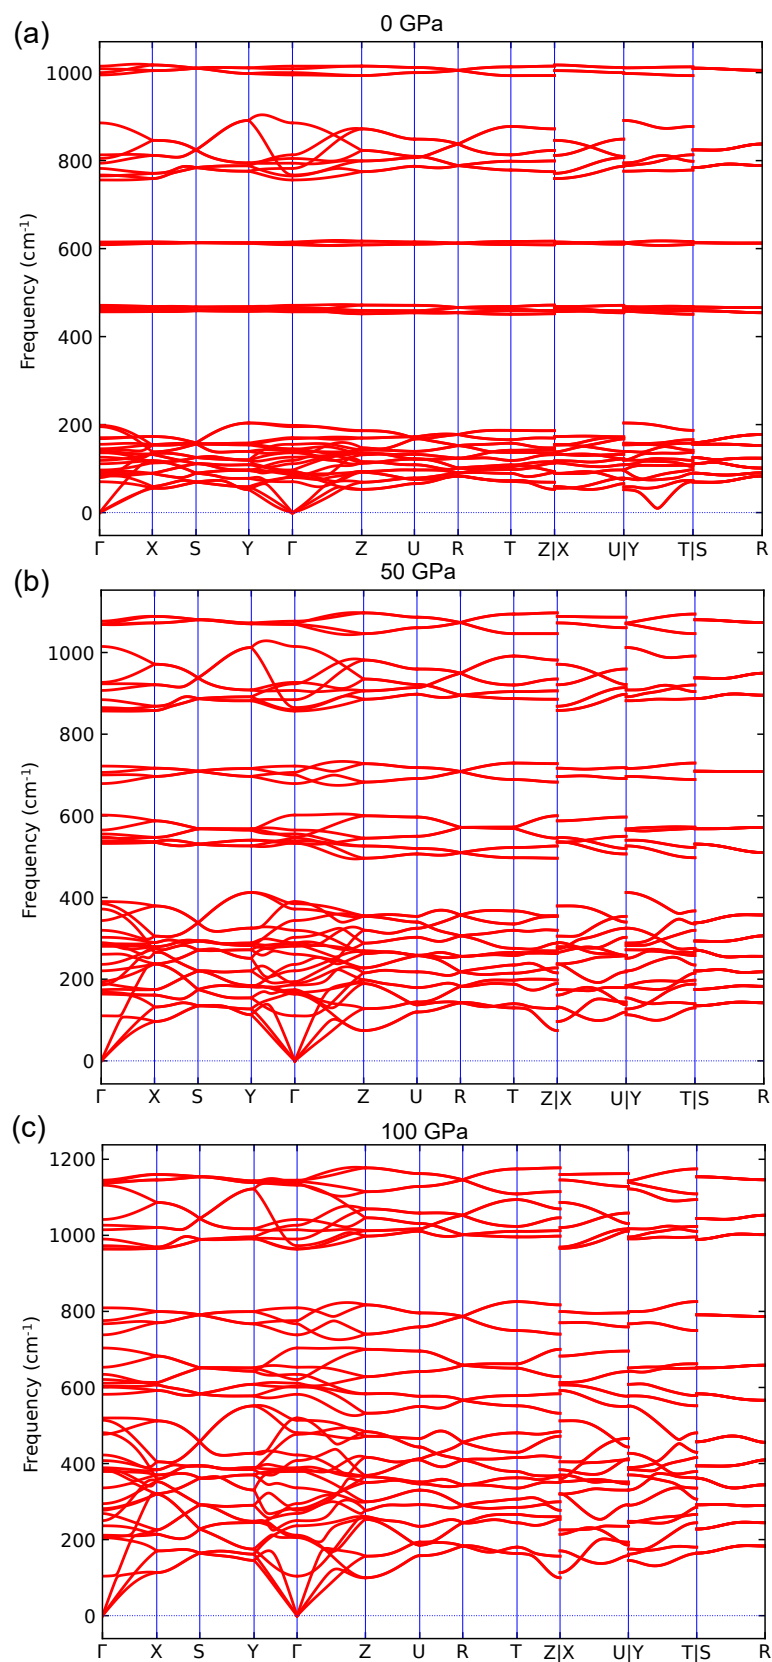 (a)
0 GPa
1000
800
600
400
200
0
Frequency (cm-1)
Γ X S Y Γ Z U R T Z|X U|Y T|S R
(b)
50 GPa
1000
800
600
400
200
0
Frequency (cm-1)
Γ X S Y Γ Z U R T Z|X U|Y T|S R
(c)
100 GPa
1200
1000
800
600
400
200
0
Frequency (cm-1)
Γ X S Y Γ Z U R T Z|X U|Y T|S R